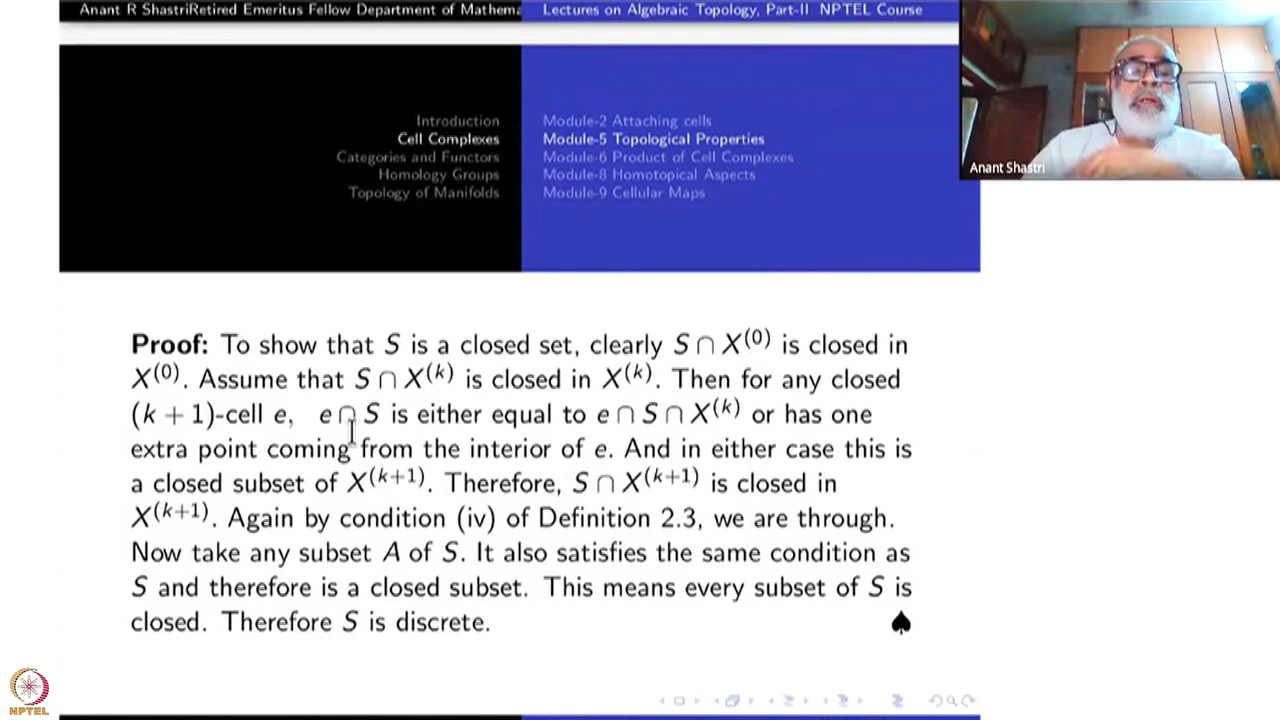 Anant R ShastriRetired Emeritus Fellow Department of Mathema
Lectures on Algebraic Topology, Part-II NPTEL Course
Introduction
Cell Complexes
Categories and Functors
Homology Groups
Topology of Manifolds
Module-2 Attaching cells
Module-5 Topological Properties
Module-6 Product of Cell Complexes
Module-8 Homotopical Aspects
Module-9 Cellular Maps
Anant Shastri
Proof: To show that S is a closed set, clearly S ∩ X⁽⁰⁾ is closed in
X⁽⁰⁾. Assume that S ∩ X⁽ᵏ⁾ is closed in X⁽ᵏ⁾. Then for any closed
(k + 1)-cell e, e ∩ S is either equal to e ∩ S ∩ X⁽ᵏ⁾ or has one
extra point coming from the interior of e. And in either case this is
a closed subset of X⁽ᵏ⁺¹⁾. Therefore, S ∩ X⁽ᵏ⁺¹⁾ is closed in
X⁽ᵏ⁺¹⁾. Again by condition (iv) of Definition 2.3, we are through.
Now take any subset A of S. It also satisfies the same condition as
S and therefore is a closed subset. This means every subset of S is
closed. Therefore S is discrete. ♠
NPTEL